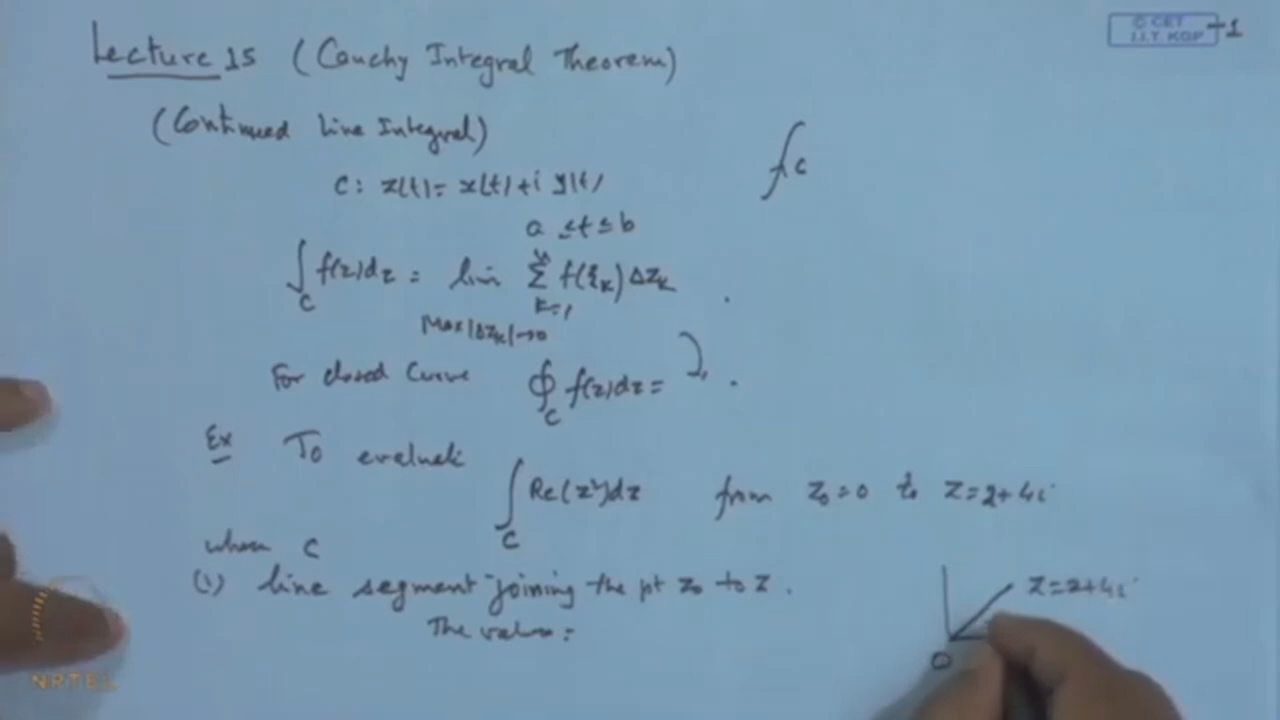 © CET
I.I.T. KGP
+1
Lecture 15 (Cauchy Integral Theorem)
(Continued Line Integral)
C: z(t) = x(t) + i y(t)
a ≤ t ≤ b
∫c
∫_C f(z)dz = lim Σ_{k=1}^{n} f(ξ_k) Δz_k
Max|Δz_k|→0
For closed Curve ∮_C f(z)dz =
Ex To evaluate
∫_C Re(z²)dz from z₀=0 to z=2+4i
when C
(1) line segment joining the pt z₀ to z.
The value =
z=2+4i
0
NPTEL